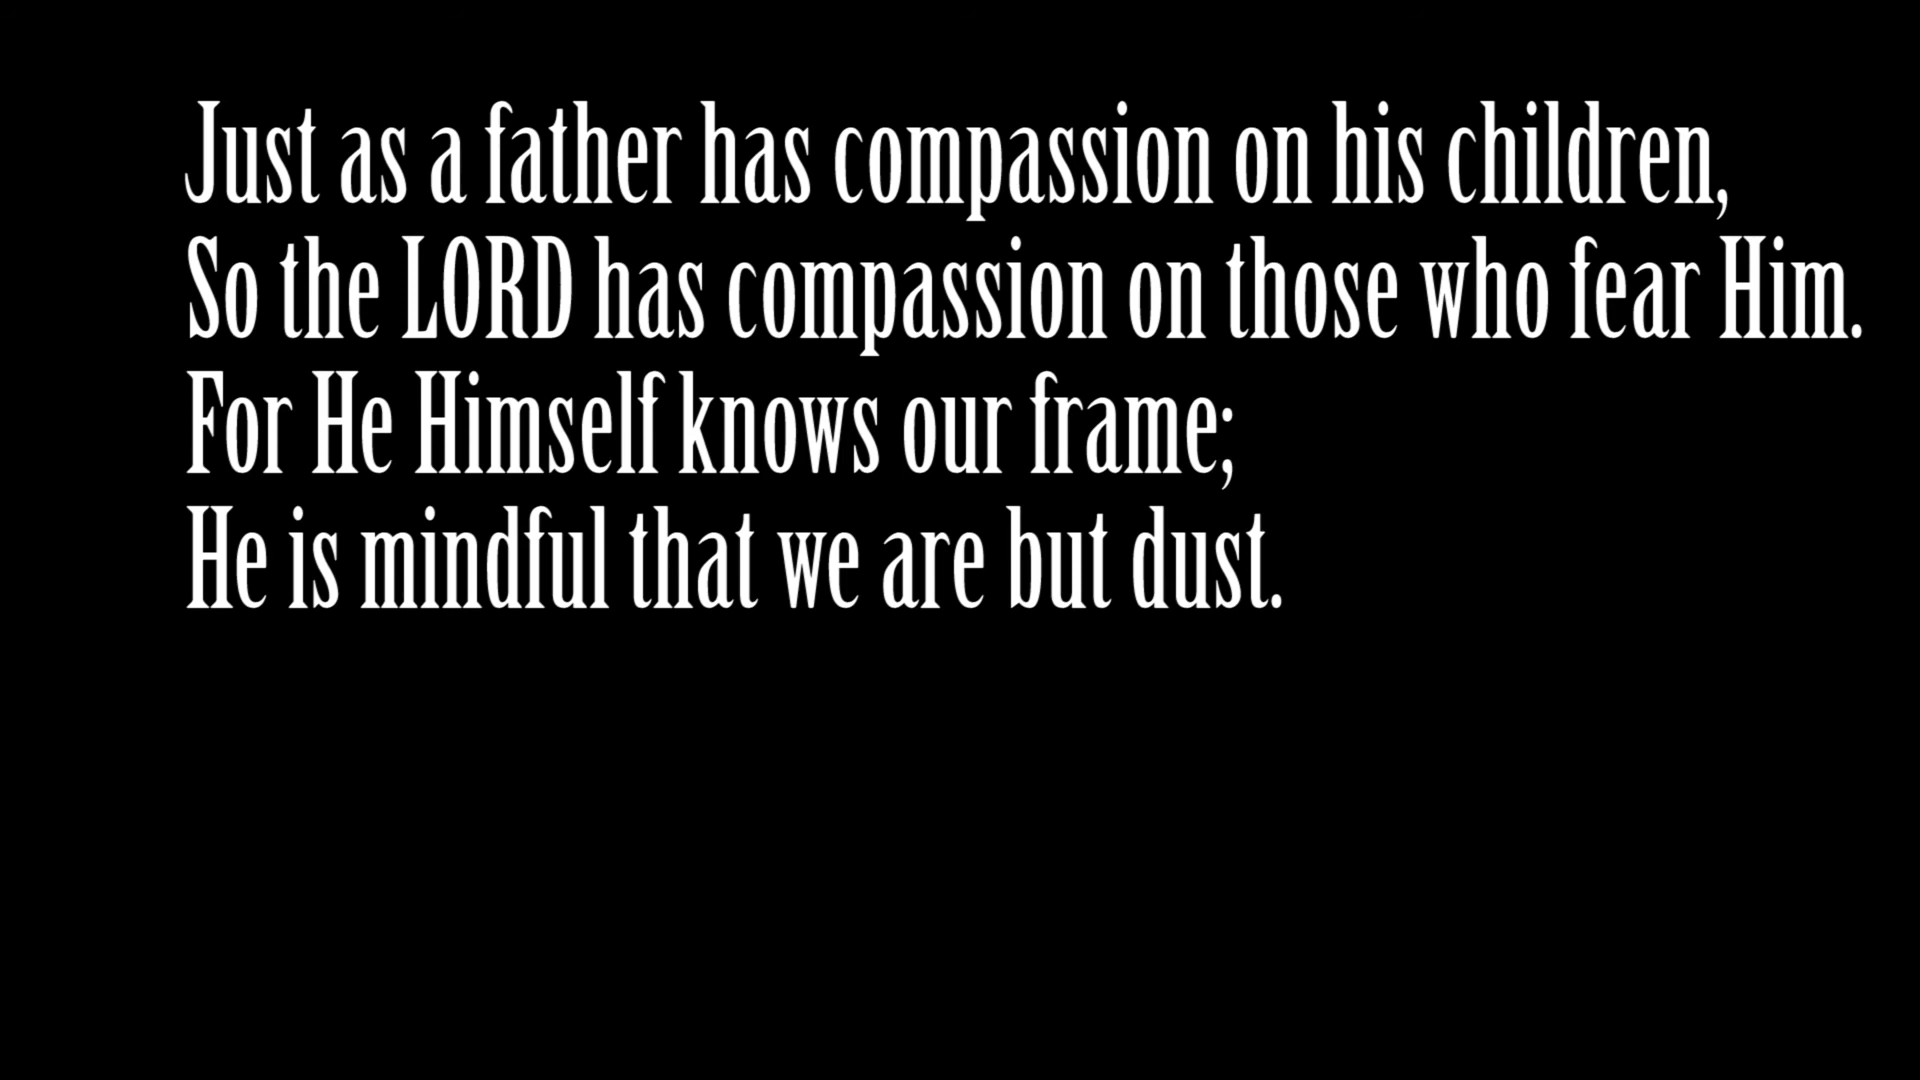 Just as a father has compassion on his children,
So the LORD has compassion on those who fear Him.
For He Himself knows our frame;
He is mindful that we are but dust.